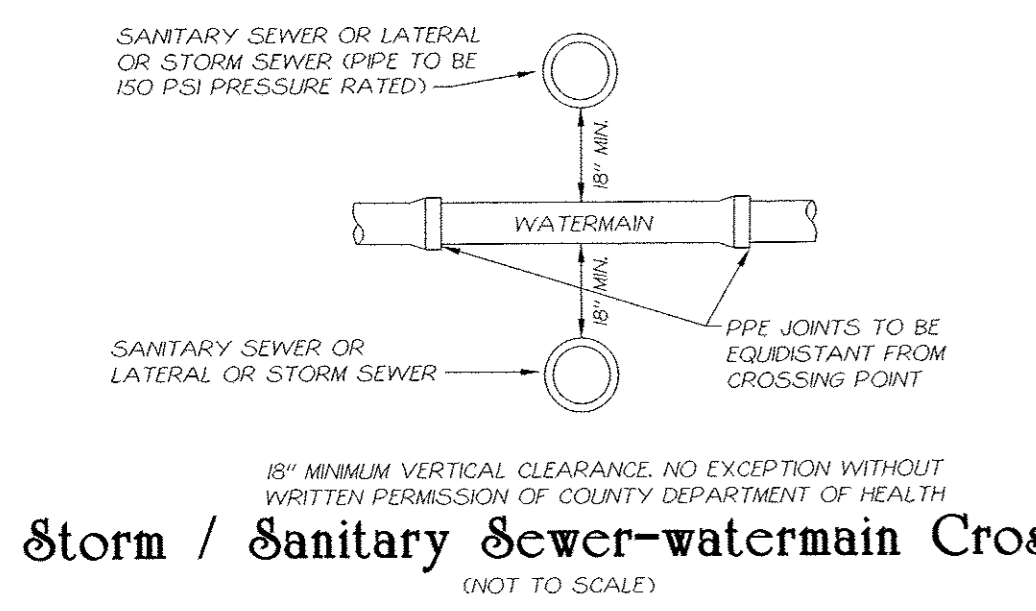 SANITARY SEWER OR LATERAL
OR STORM SEWER (PIPE TO BE
150 PSI PRESSURE RATED)
18" MIN.
WATERMAIN
18" MIN.
PPE JOINTS TO BE
EQUIDISTANT FROM
CROSSING POINT
SANITARY SEWER OR
LATERAL OR STORM SEWER
18" MINIMUM VERTICAL CLEARANCE. NO EXCEPTION WITHOUT
WRITTEN PERMISSION OF COUNTY DEPARTMENT OF HEALTH
Storm / Sanitary Sewer-watermain Cros
(NOT TO SCALE)